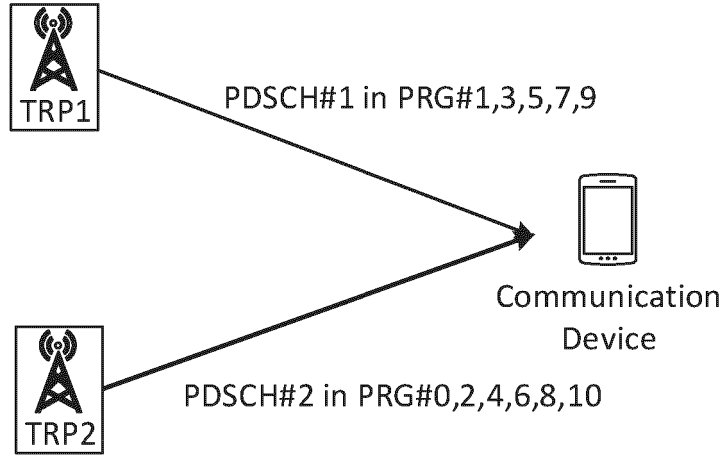 TRP1
PDSCH#1 in PRG#1,3,5,7,9
Communication
Device
PDSCH#2 in PRG#0,2,4,6,8,10
TRP2